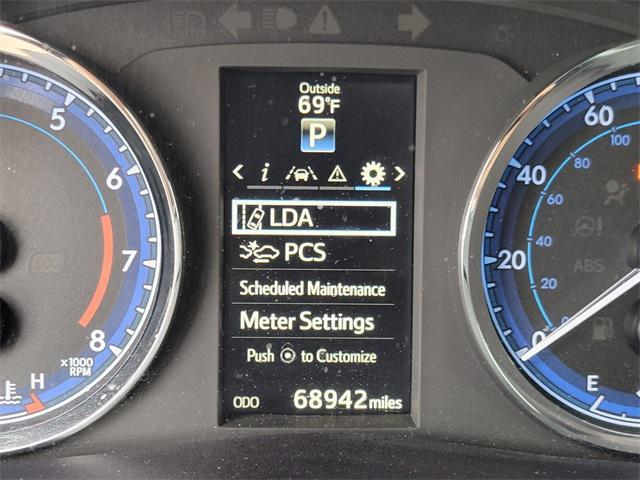 Outside
69°F
P
< i >
LDA
PCS
Scheduled Maintenance
Meter Settings
Push to Customize
ODO 68942 miles
5
6
7
8
x1000
RPM
H
60
40
20
0
100
80
60
40
20
0
ABS
E